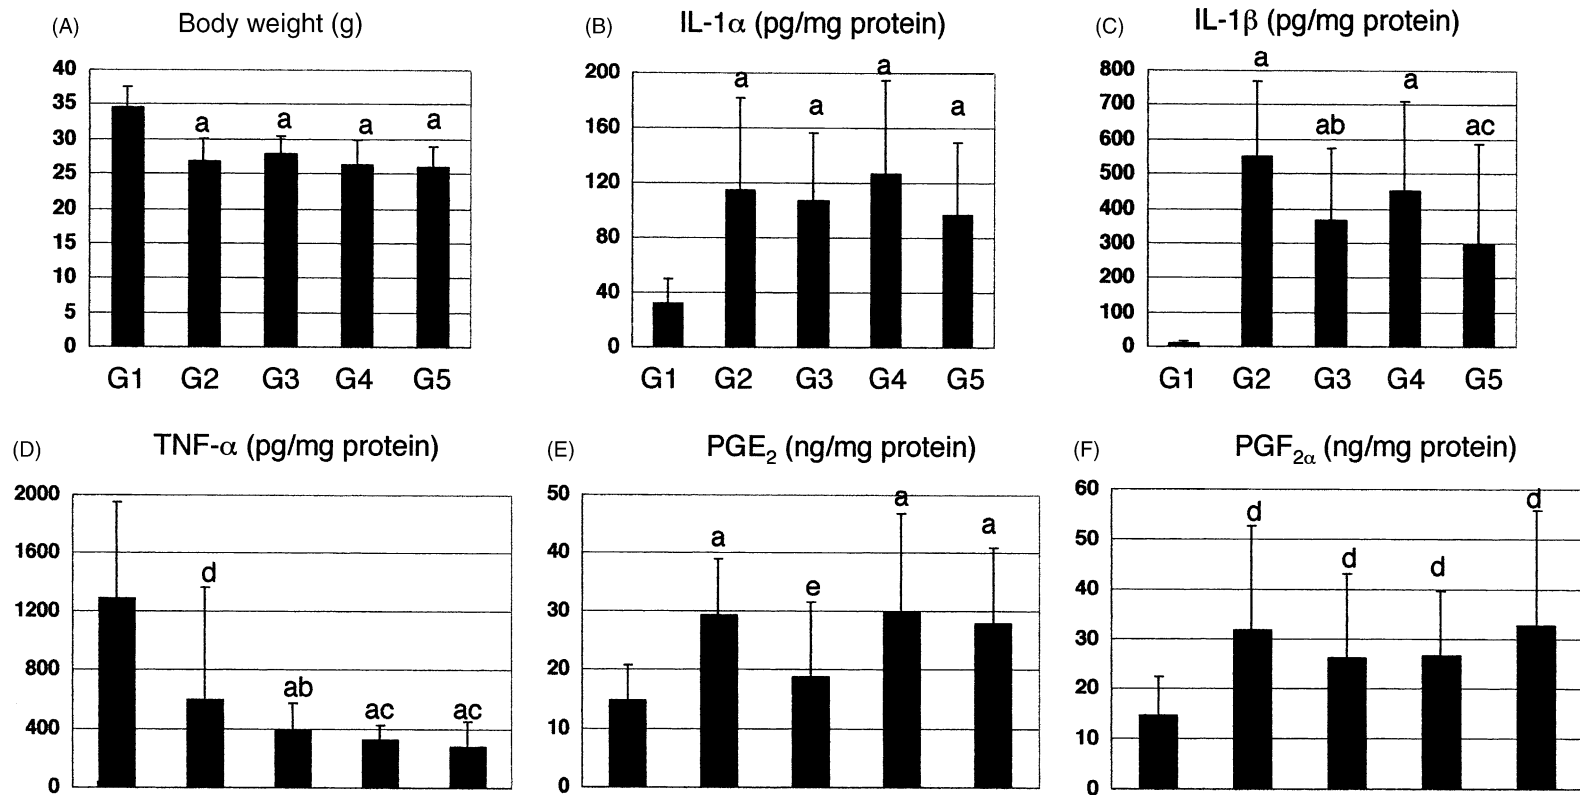 (A) Body weight (g)
40
35
30
25
20
15
10
5
0
a a a a
G1 G2 G3 G4 G5
(B) IL-1α (pg/mg protein)
200
160
120
80
40
0
a a a a
G1 G2 G3 G4 G5
(C) IL-1β (pg/mg protein)
800
700
600
500
400
300
200
100
0
a ab a ac
G1 G2 G3 G4 G5
(D) TNF-α (pg/mg protein)
2000
1600
1200
800
400
0
d ab ac ac
(E) PGE₂ (ng/mg protein)
50
40
30
20
10
0
a e a a
(F) PGF₂α (ng/mg protein)
60
50
40
30
20
10
0
d d d d